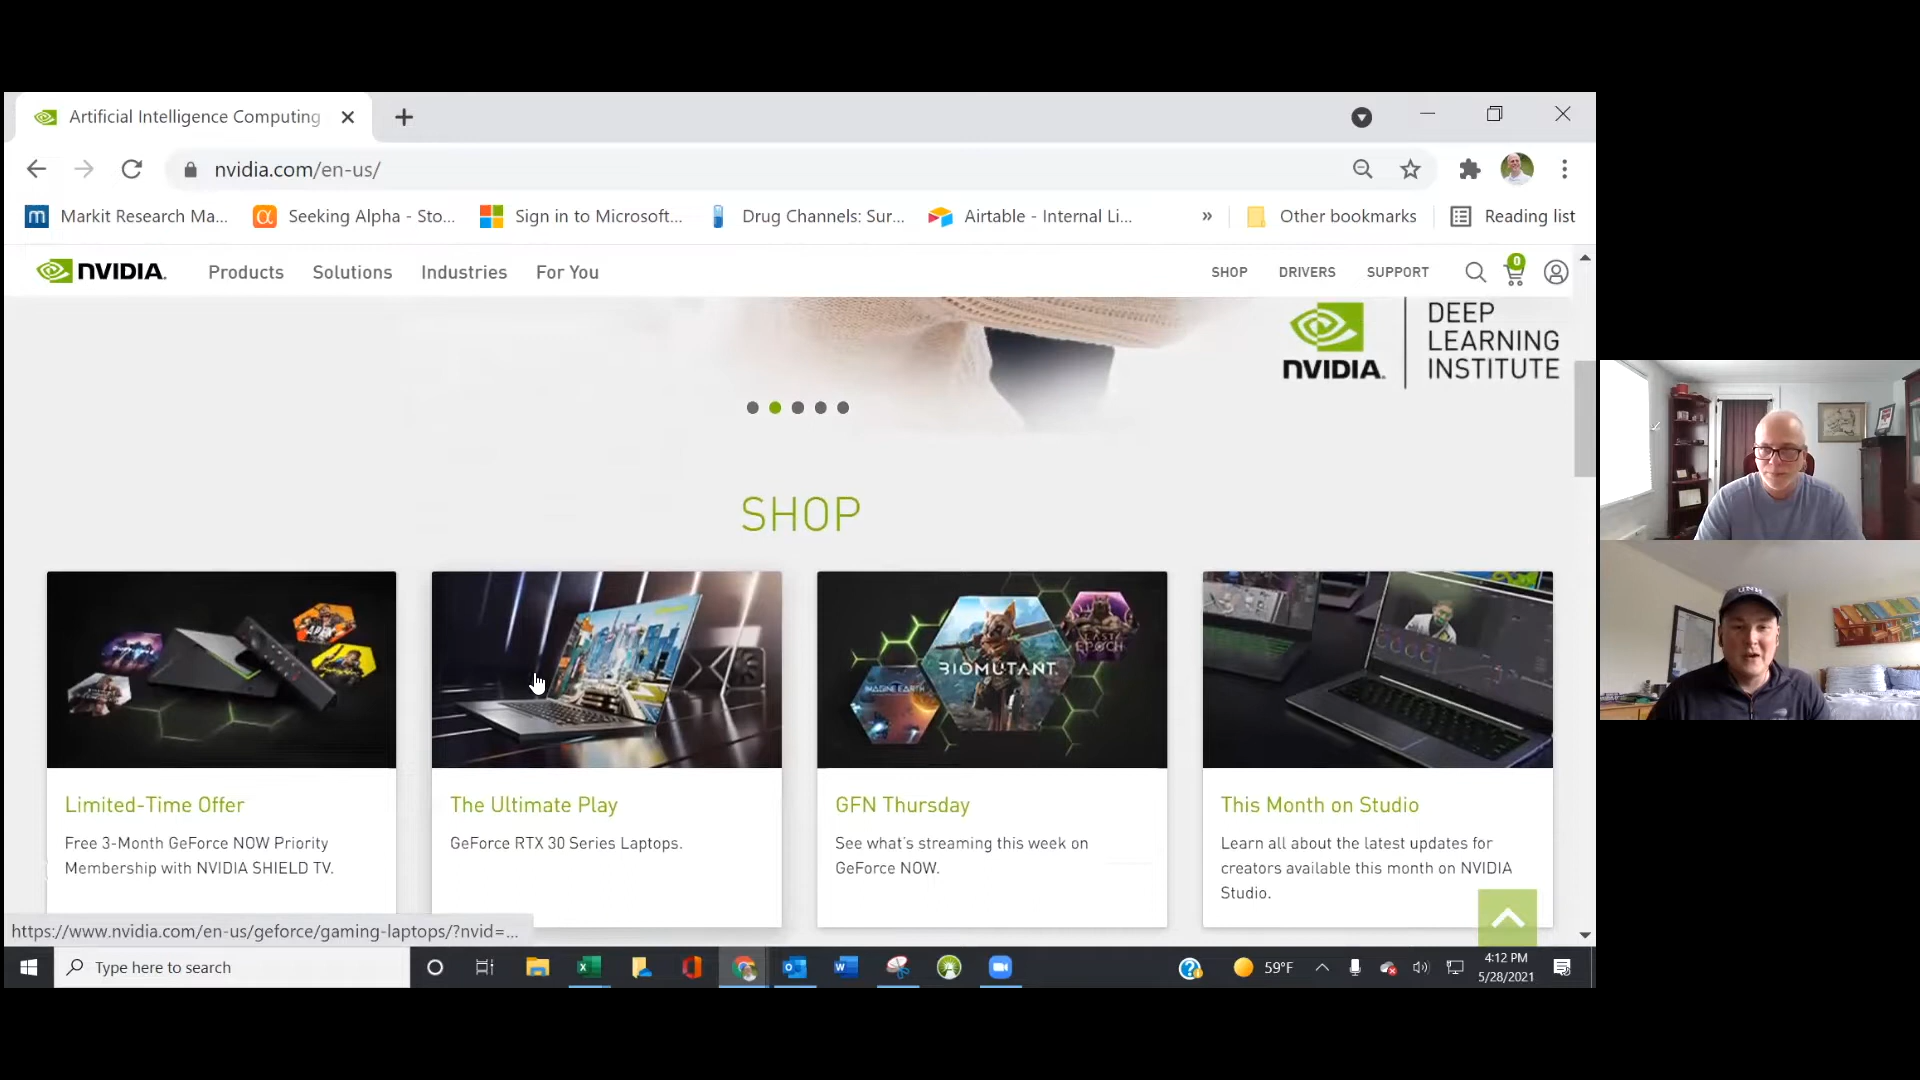 Artificial Intelligence Computing
nvidia.com/en-us/
Markit Research Ma...
Seeking Alpha - Sto...
Sign in to Microsoft...
Drug Channels: Sur...
Airtable - Internal Li...
»
Other bookmarks
Reading list
NVIDIA.
Products
Solutions
Industries
For You
SHOP
DRIVERS
SUPPORT
0
NVIDIA.
DEEP
LEARNING
INSTITUTE
SHOP
BIOMUTANT
LAST
EPOCH
IMAGINE EARTH
Limited-Time Offer
Free 3-Month GeForce NOW Priority
Membership with NVIDIA SHIELD TV.
The Ultimate Play
GeForce RTX 30 Series Laptops.
GFN Thursday
See what's streaming this week on
GeForce NOW.
This Month on Studio
Learn all about the latest updates for
creators available this month on NVIDIA
Studio.
https://www.nvidia.com/en-us/geforce/gaming-laptops/?nvid=...
Type here to search
59°F
4:12 PM
5/28/2021
UNH